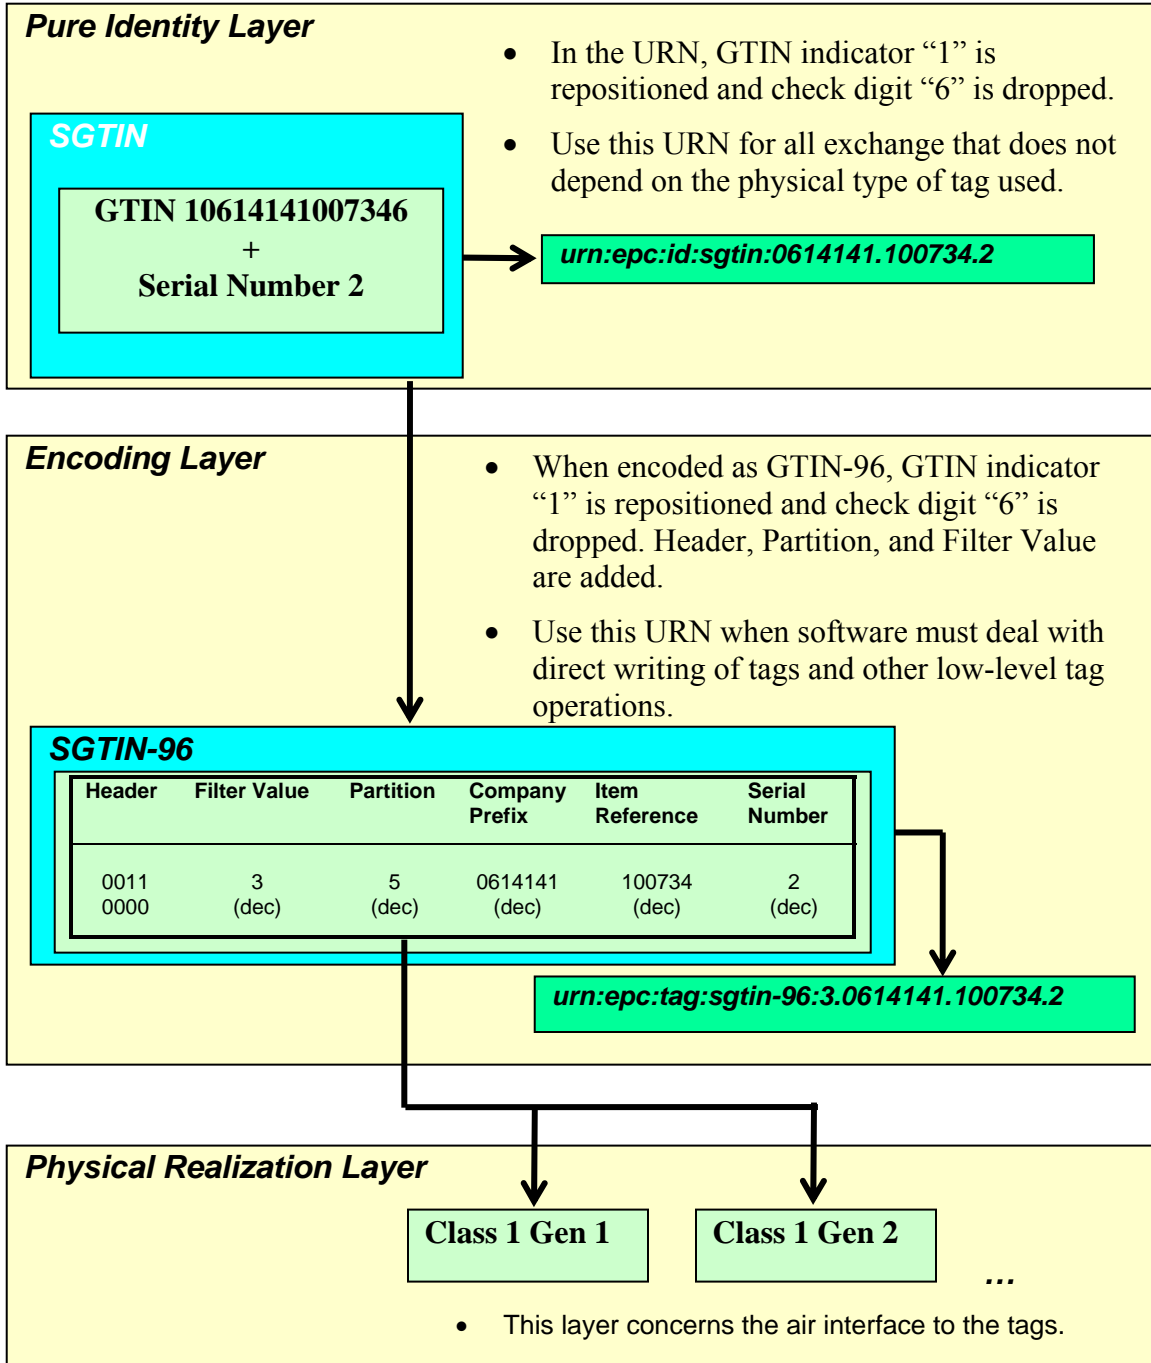 Pure Identity Layer
• In the URN, GTIN indicator “1” is
repositioned and check digit “6” is dropped.
• Use this URN for all exchange that does not
depend on the physical type of tag used.
SGTIN
GTIN 10614141007346
+
Serial Number 2
urn:epc:id:sgtin:0614141.100734.2
Encoding Layer
• When encoded as GTIN-96, GTIN indicator
“1” is repositioned and check digit “6” is
dropped. Header, Partition, and Filter Value
are added.
• Use this URN when software must deal with
direct writing of tags and other low-level tag
operations.
SGTIN-96
Header Filter Value Partition Company Item Serial
Prefix Reference Number
0011 3 5 0614141 100734 2
0000 (dec) (dec) (dec) (dec) (dec)
urn:epc:tag:sgtin-96:3.0614141.100734.2
Physical Realization Layer
Class 1 Gen 1 Class 1 Gen 2
...
• This layer concerns the air interface to the tags.